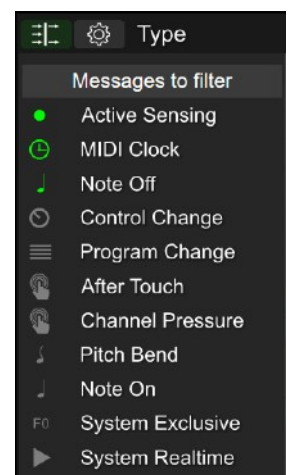 Type
Messages to filter
Active Sensing
MIDI Clock
Note Off
Control Change
Program Change
After Touch
Channel Pressure
Pitch Bend
Note On
F0 System Exclusive
System Realtime